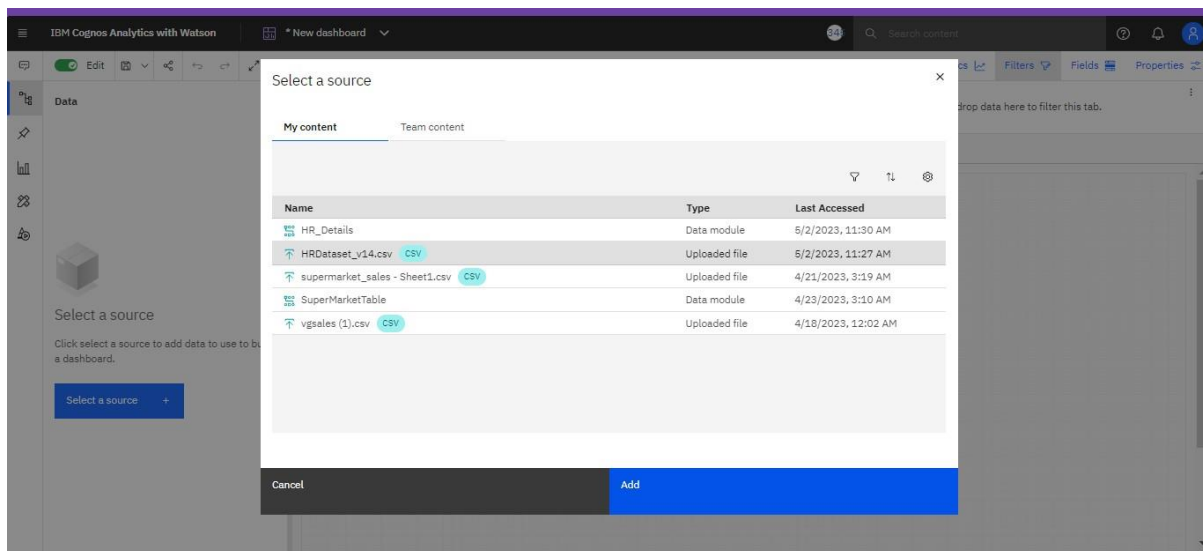 IBM Cognos Analytics with Watson
* New dashboard
Search content
Edit
Filters
Fields
Properties
Data
drop data here to filter this tab.
Select a source
Click select a source to add data to use to
a dashboard.
Select a source +
Select a source
My content Team content
Name Type Last Accessed
HR_Details Data module 5/2/2023, 11:30 AM
HRDataset_v14.csv CSV Uploaded file 5/2/2023, 11:27 AM
supermarket_sales - Sheet1.csv CSV Uploaded file 4/21/2023, 3:19 AM
SuperMarketTable Data module 4/23/2023, 3:10 AM
vgsales (1).csv CSV Uploaded file 4/18/2023, 12:02 AM
Cancel Add